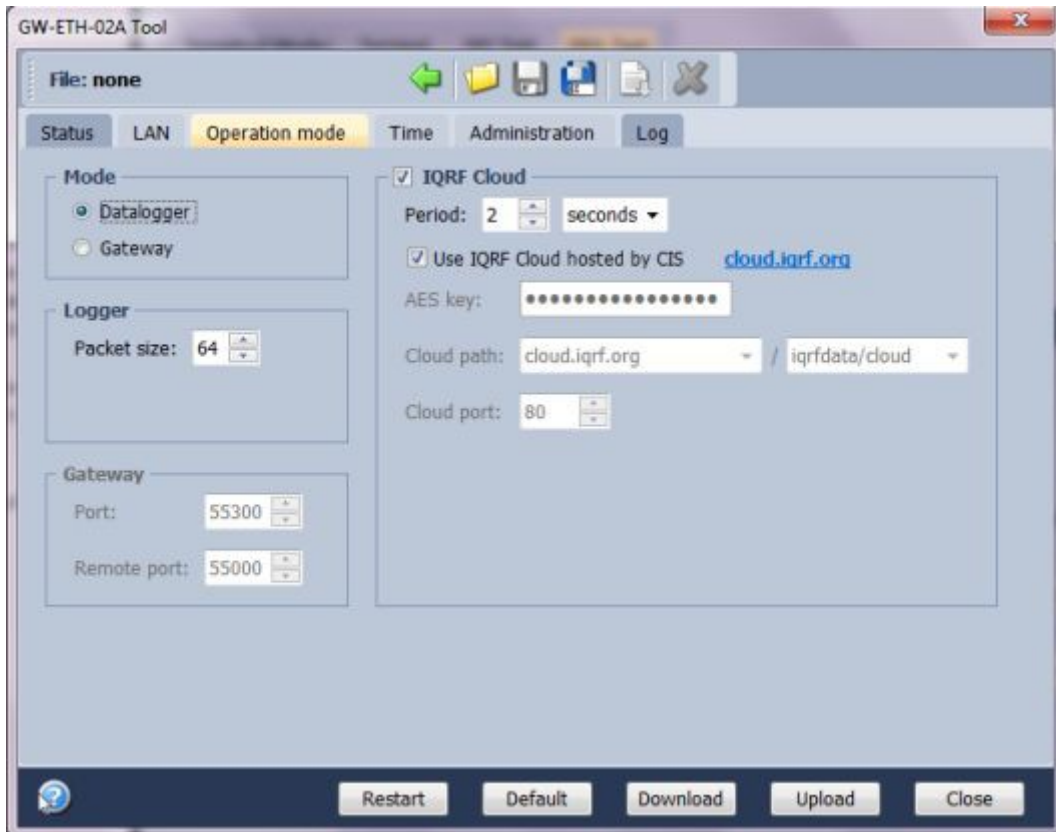 GW-ETH-02A Tool
File: none
Status LAN Operation mode Time Administration Log
Mode
Datalogger
Gateway
Logger
Packet size: 64
Gateway
Port: 55300
Remote port: 55000
IQRF Cloud
Period: 2 seconds
Use IQRF Cloud hosted by CIS cloud.iqrf.org
AES key: ●●●●●●●●●●●●●●●●
Cloud path: cloud.iqrf.org / iqrfdata/cloud
Cloud port: 80
Restart Default Download Upload Close